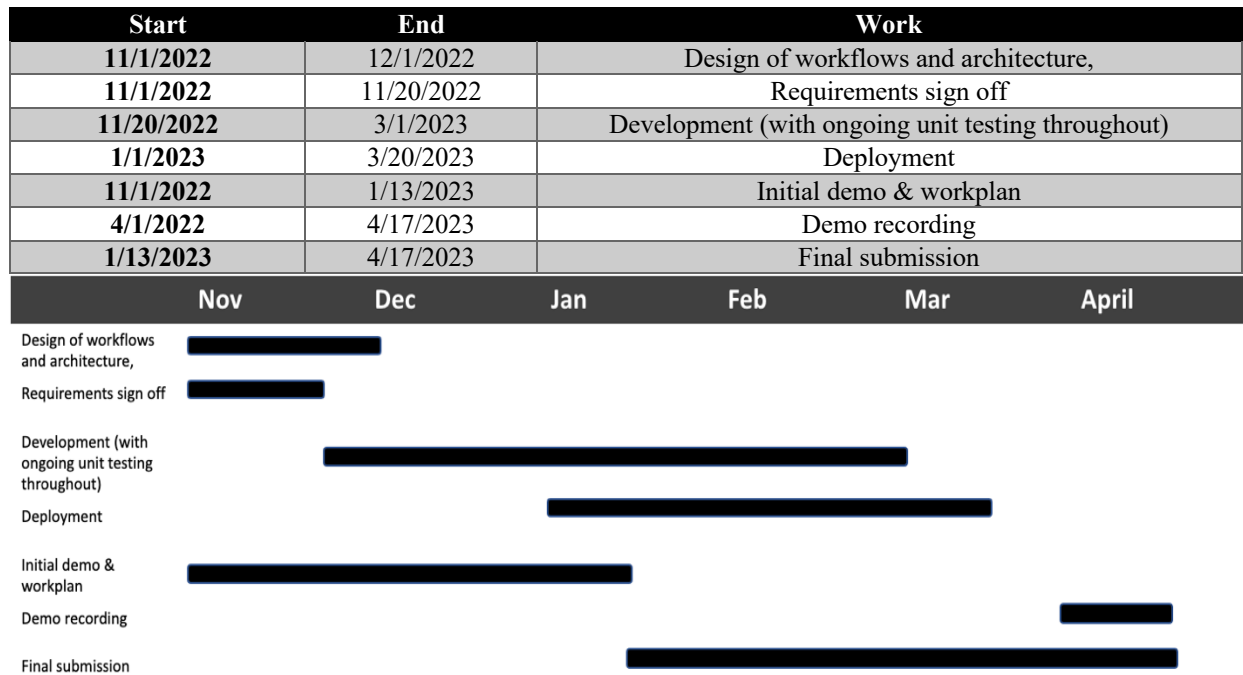 Start End Work
11/1/2022 12/1/2022 Design of workflows and architecture,
11/1/2022 11/20/2022 Requirements sign off
11/20/2022 3/1/2023 Development (with ongoing unit testing throughout)
1/1/2023 3/20/2023 Deployment
11/1/2022 1/13/2023 Initial demo & workplan
4/1/2022 4/17/2023 Demo recording
1/13/2023 4/17/2023 Final submission
Nov Dec Jan Feb Mar April
Design of workflows
and architecture,
Requirements sign off
Development (with
ongoing unit testing
throughout)
Deployment
Initial demo &
workplan
Demo recording
Final submission